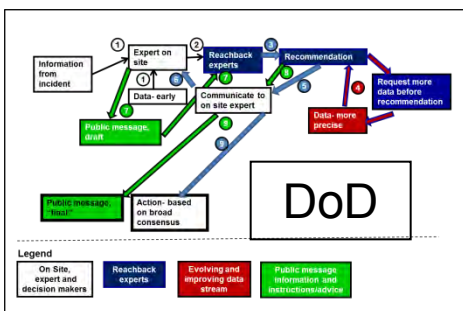 1
Expert on
site
2
Reachback
experts
3
Recommendation
Information
from
incident
1
Data- early
6
7
8
7
Communicate to
on site expert
5
4
Request more
data before
recommendation
Public message,
draft
Data- more
precise
9
Public message,
"final"
Action- based
on broad
consensus
DoD
Legend
On Site,
expert and
decision makers
Reachback
experts
Evolving and
improving data
stream
Public message
information and
instructions/advice